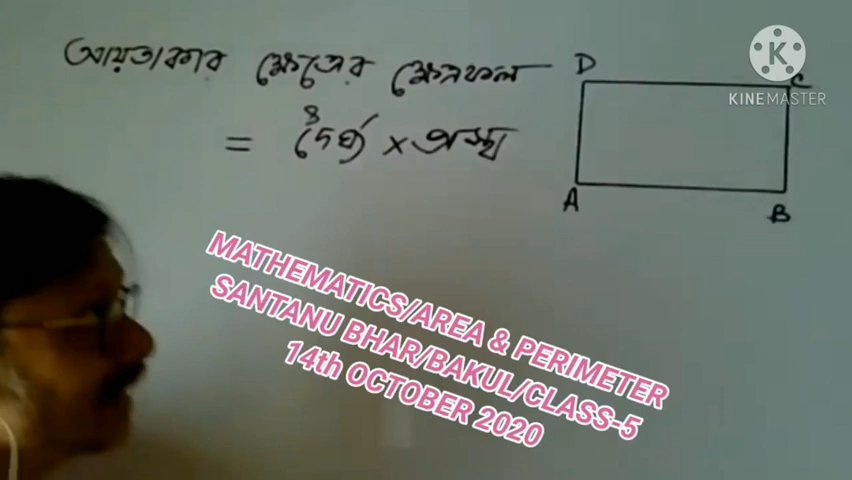 আয়তাকার ক্ষেত্রের ক্ষেত্রফল
= দৈর্ঘ্য × প্রস্থ
D
C
A
B
K
KINEMASTER
MATHEMATICS/AREA & PERIMETER
SANTANU BHAR/BAKUL/CLASS-5
14th OCTOBER 2020